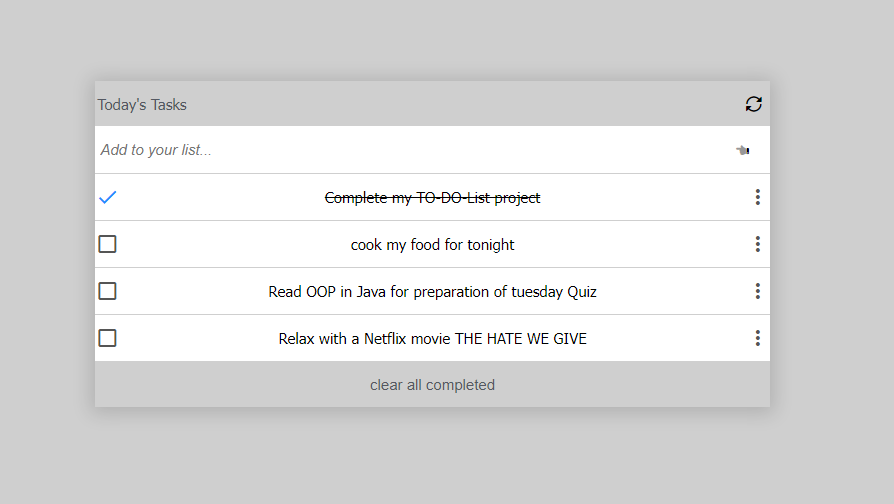 Today's Tasks
Add to your list...
Complete my TO-DO-List project
cook my food for tonight
Read OOP in Java for preparation of tuesday Quiz
Relax with a Netflix movie THE HATE WE GIVE
clear all completed